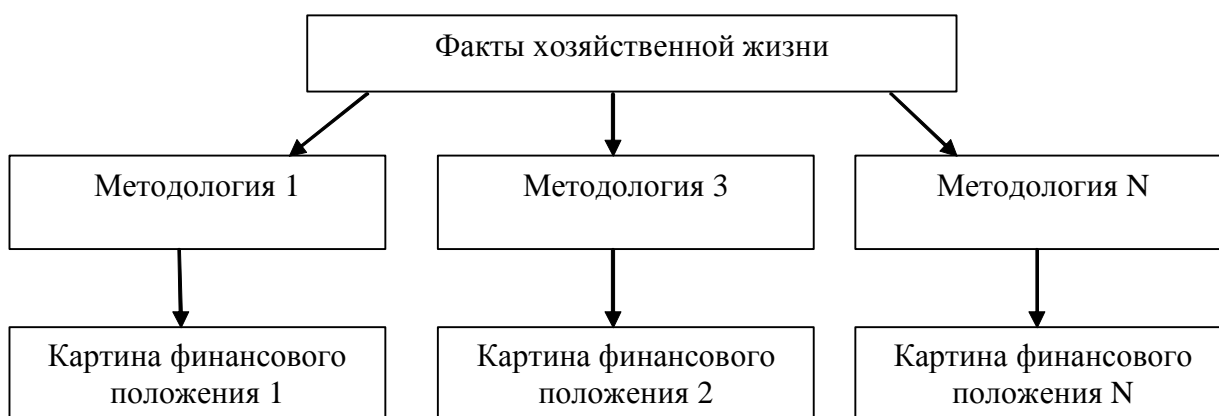 Факты хозяйственной жизни
Методология 1
Методология 3
Методология N
Картина финансового
положения 1
Картина финансового
положения 2
Картина финансового
положения N